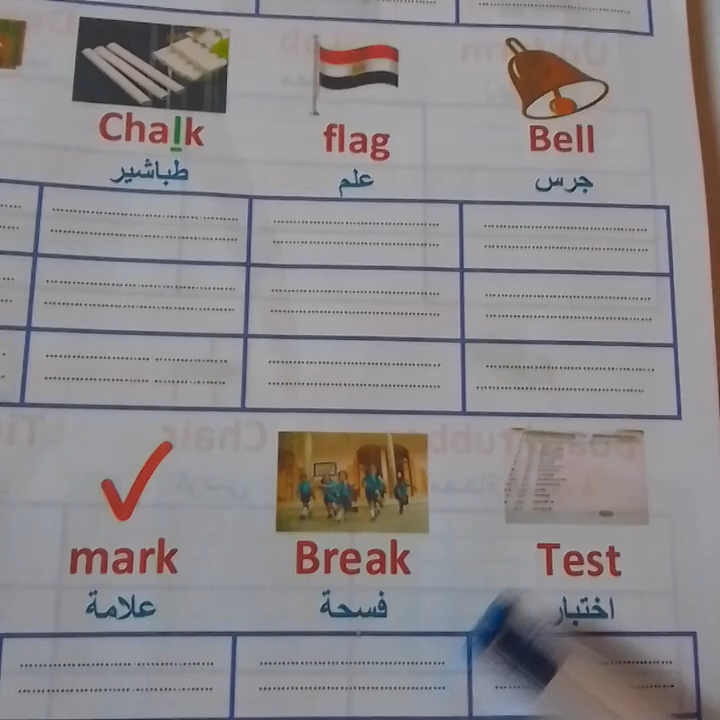 Chalk flag Bell
طباشير علم جرس
mark Break Test
علامة فسحة اختبار